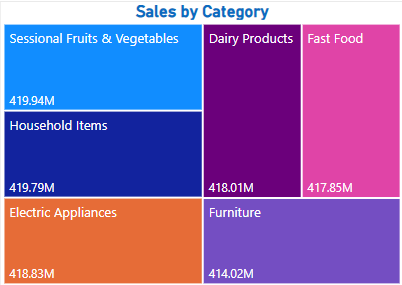 Sales by Category
Sessional Fruits & Vegetables
419.94M
Household Items
419.79M
Electric Appliances
418.83M
Dairy Products
418.01M
Fast Food
417.85M
Furniture
414.02M